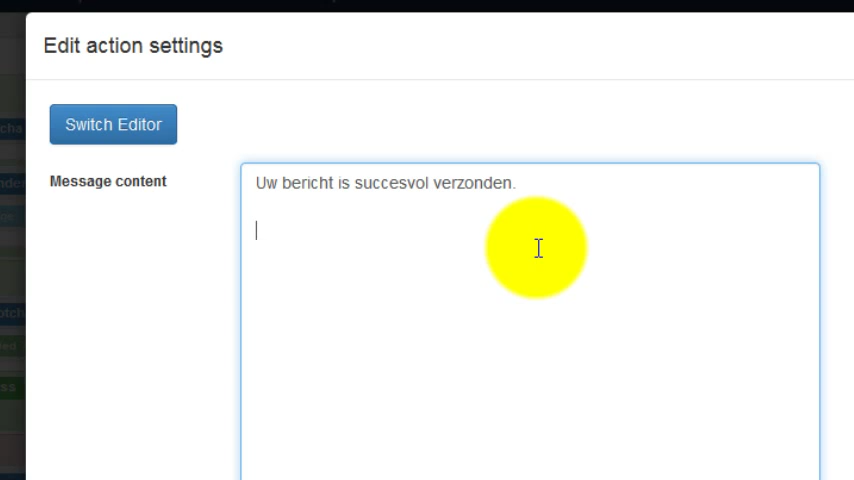 Edit action settings
Switch Editor
Message content
Uw bericht is succesvol verzonden.